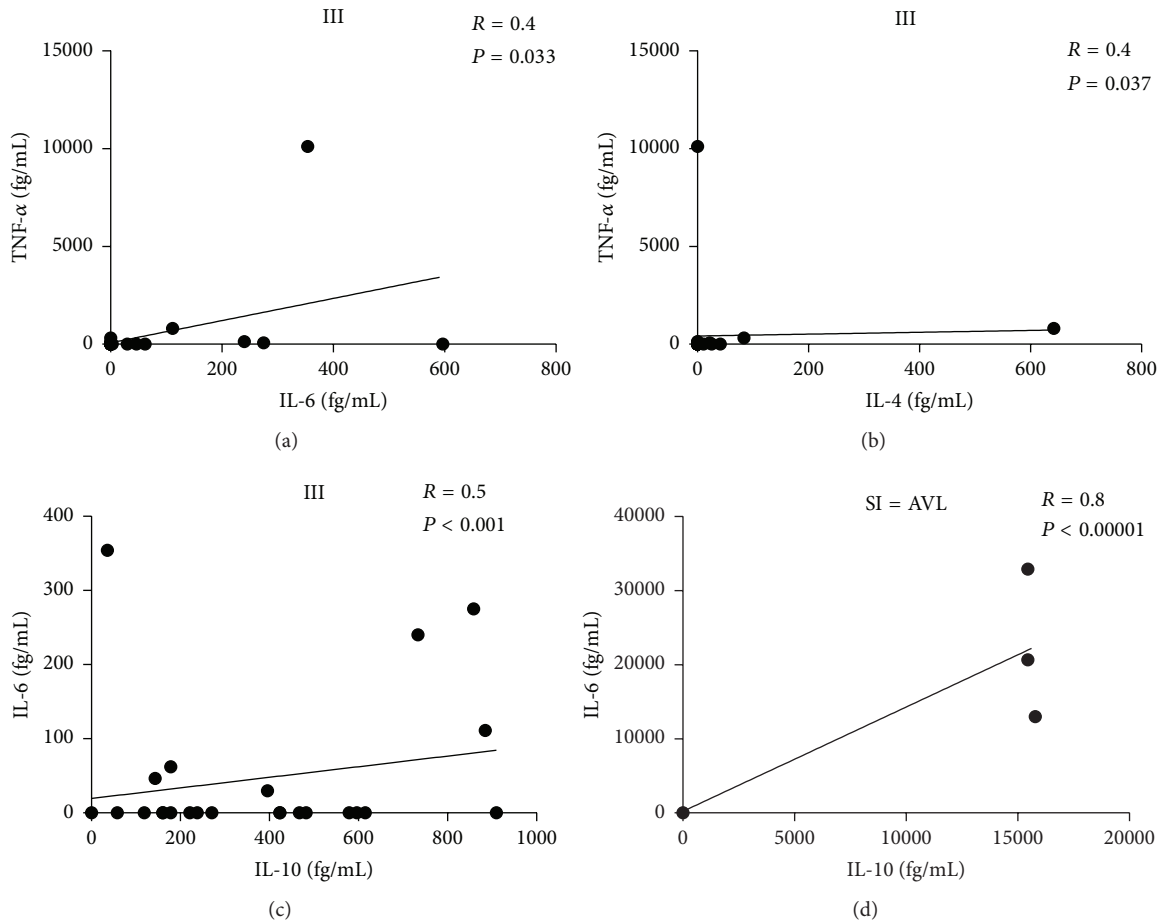 III
R = 0.4
P = 0.033
15000
10000
5000
0
TNF-α (fg/mL)
0 200 400 600 800
IL-6 (fg/mL)
(a)
III
R = 0.4
P = 0.037
15000
10000
5000
0
TNF-α (fg/mL)
0 200 400 600 800
IL-4 (fg/mL)
(b)
III
R = 0.5
P < 0.001
400
300
200
100
0
IL-6 (fg/mL)
0 200 400 600 800 1000
IL-10 (fg/mL)
(c)
SI = AVL
R = 0.8
P < 0.00001
40000
30000
20000
10000
0
IL-6 (fg/mL)
0 5000 10000 15000 20000
IL-10 (fg/mL)
(d)